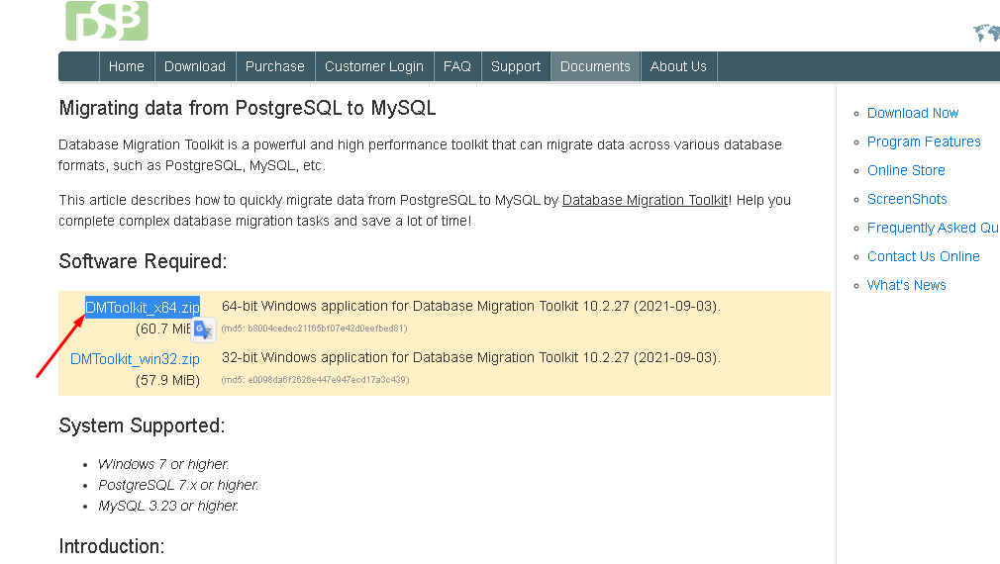 DSB
Home Download Purchase Customer Login FAQ Support Documents About Us
Migrating data from PostgreSQL to MySQL
Database Migration Toolkit is a powerful and high performance toolkit that can migrate data across various database
formats, such as PostgreSQL, MySQL, etc.
This article describes how to quickly migrate data from PostgreSQL to MySQL by Database Migration Toolkit! Help you
complete complex database migration tasks and save a lot of time!
Software Required:
DMToolkit_x64.zip 64-bit Windows application for Database Migration Toolkit 10.2.27 (2021-09-03).
(60.7 MiB (md5: b8004cedec21165bf07e42d0eefbed81)
DMToolkit_win32.zip 32-bit Windows application for Database Migration Toolkit 10.2.27 (2021-09-03).
(57.9 MiB) (md5: e0098da6f2626e447e947ecd17a3c439)
System Supported:
Windows 7 or higher.
PostgreSQL 7.x or higher.
MySQL 3.23 or higher.
Introduction:
Download Now
Program Features
Online Store
ScreenShots
Frequently Asked Qu
Contact Us Online
What's News